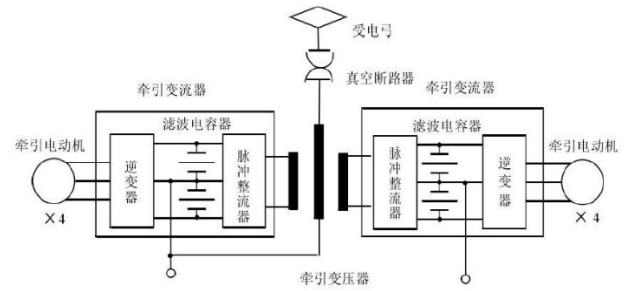 受电弓
真空断路器
牵引变流器
牵引变流器
滤波电容器
滤波电容器
牵引电动机
牵引电动机
逆变器
脉冲整流器
脉冲整流器
逆变器
×4
× 4
牵引变压器